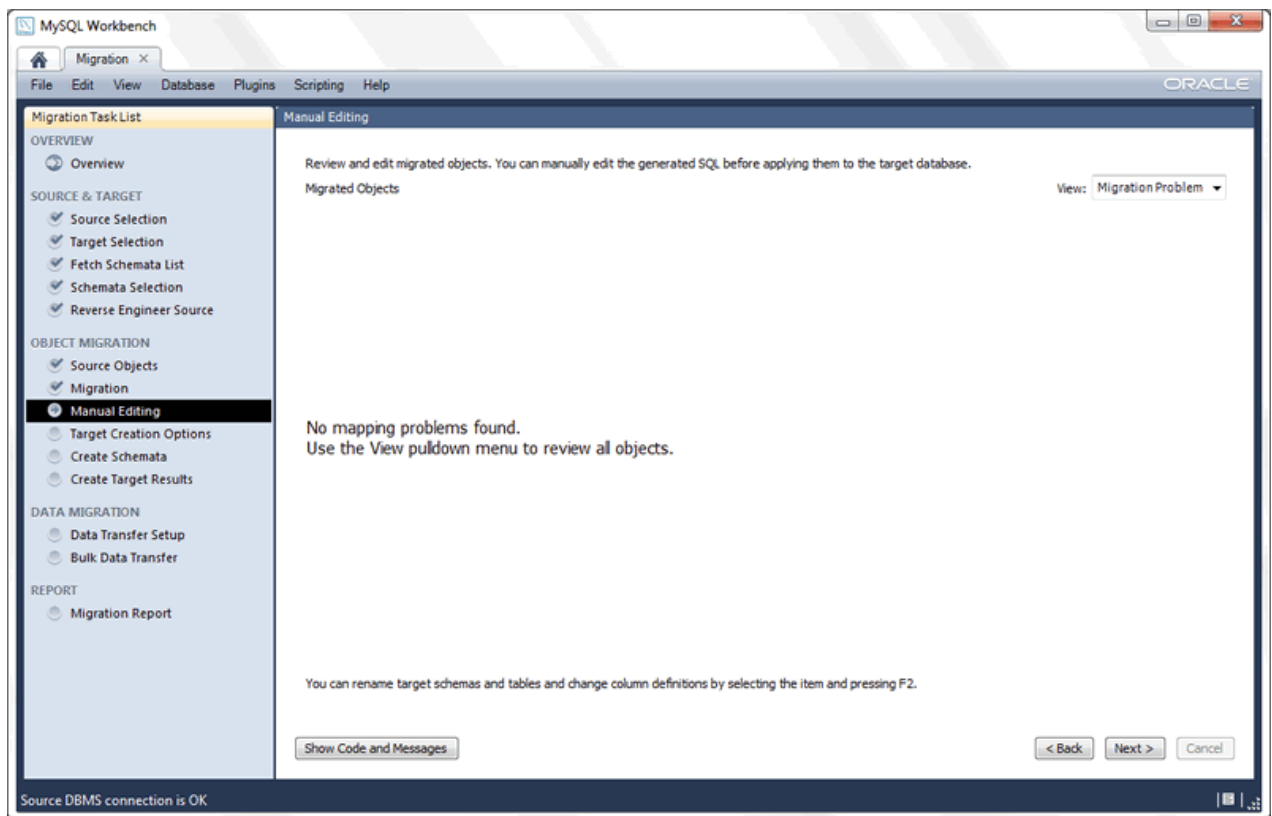 MySQL Workbench
Migration
File Edit View Database Plugins Scripting Help
ORACLE
Migration Task List
OVERVIEW
Overview
SOURCE & TARGET
Source Selection
Target Selection
Fetch Schemata List
Schemata Selection
Reverse Engineer Source
OBJECT MIGRATION
Source Objects
Migration
Manual Editing
Target Creation Options
Create Schemata
Create Target Results
DATA MIGRATION
Data Transfer Setup
Bulk Data Transfer
REPORT
Migration Report
Manual Editing
Review and edit migrated objects. You can manually edit the generated SQL before applying them to the target database.
Migrated Objects
View: Migration Problem
No mapping problems found.
Use the View pulldown menu to review all objects.
You can rename target schemas and tables and change column definitions by selecting the item and pressing F2.
Show Code and Messages
< Back Next > Cancel
Source DBMS connection is OK